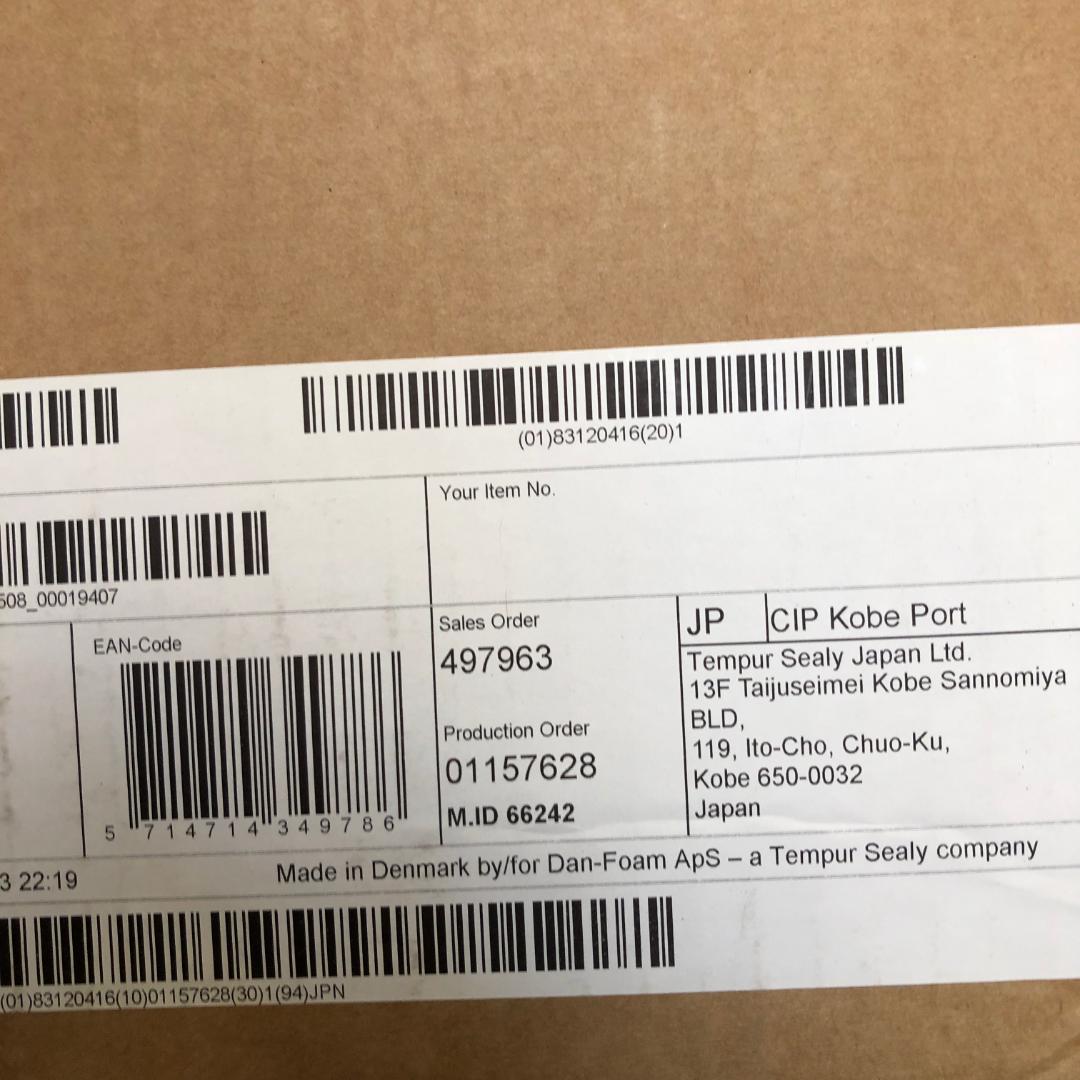 (01)83120416(20)1
Your Item No.
508_00019407
EAN-Code
5 714714 349786
Sales Order
497963
Production Order
01157628
M.ID 66242
JP CIP Kobe Port
Tempur Sealy Japan Ltd.
13F Taijuseimei Kobe Sannomiya
BLD,
119, Ito-Cho, Chuo-Ku,
Kobe 650-0032
Japan
3 22:19
Made in Denmark by/for Dan-Foam ApS – a Tempur Sealy company
(01)83120416(10)01157628(30)1(94)JPN